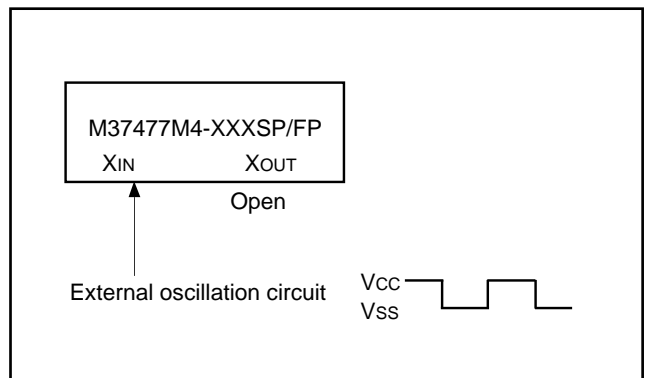 M37477M4-XXXSP/FP
XIN XOUT
Open
External oscillation circuit
VCC
VSS